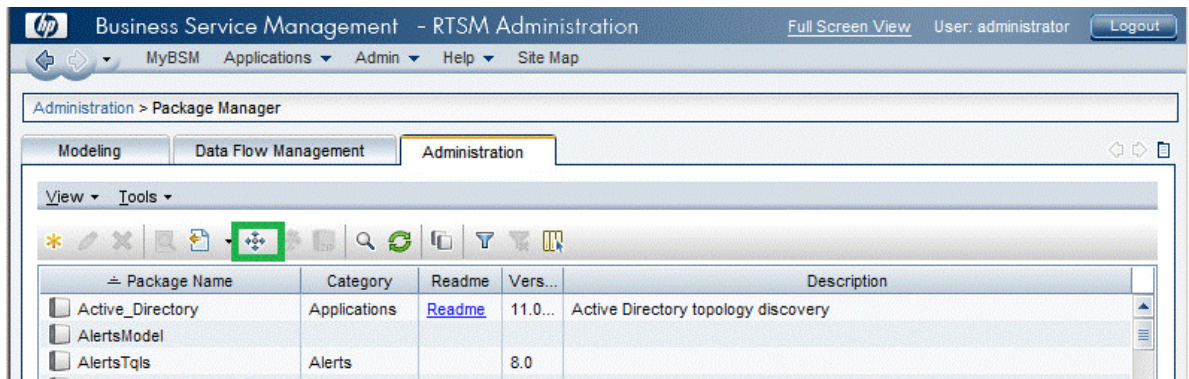 hp Business Service Management - RTSM Administration Full Screen View User: administrator Logout
MyBSM Applications Admin Help Site Map
Administration > Package Manager
Modeling Data Flow Management Administration
View Tools
Package Name Category Readme Vers... Description
Active_Directory Applications Readme 11.0... Active Directory topology discovery
AlertsModel
AlertsTqls Alerts 8.0